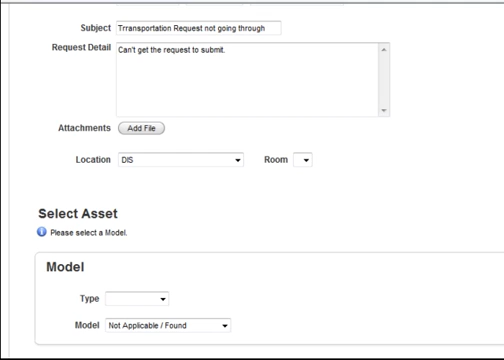 Subject Trransportation Request not going through
Request Detail Can't get the request to submit.
Attachments Add File
Location DIS Room
Select Asset
Please select a Model.
Model
Type
Model Not Applicable / Found